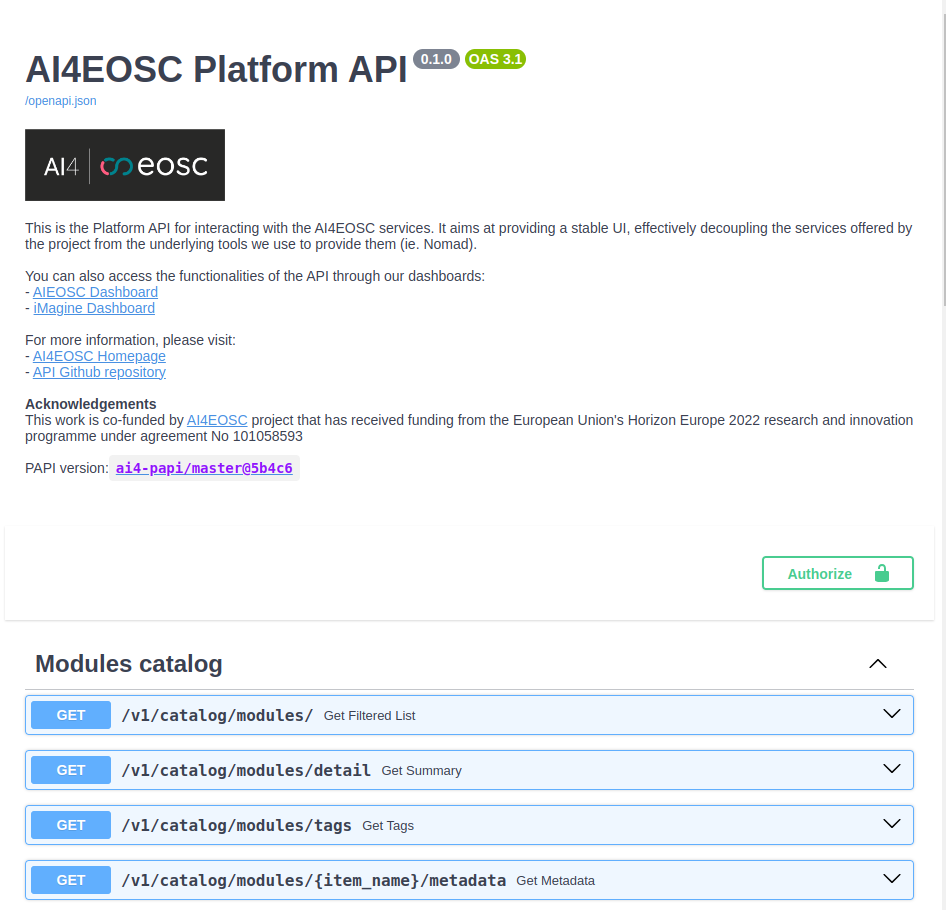 AI4EOSC Platform API 0.1.0 OAS 3.1
/openapi.json
AI4 eosc
This is the Platform API for interacting with the AI4EOSC services. It aims at providing a stable UI, effectively decoupling the services offered by
the project from the underlying tools we use to provide them (ie. Nomad).
You can also access the functionalities of the API through our dashboards:
- AIEOSC Dashboard
- iMagine Dashboard
For more information, please visit:
- AI4EOSC Homepage
- API Github repository
Acknowledgements
This work is co-funded by AI4EOSC project that has received funding from the European Union's Horizon Europe 2022 research and innovation
programme under agreement No 101058593
PAPI version: ai4-papi/master@5b4c6
Authorize
Modules catalog
GET /v1/catalog/modules/ Get Filtered List
GET /v1/catalog/modules/detail Get Summary
GET /v1/catalog/modules/tags Get Tags
GET /v1/catalog/modules/{item_name}/metadata Get Metadata